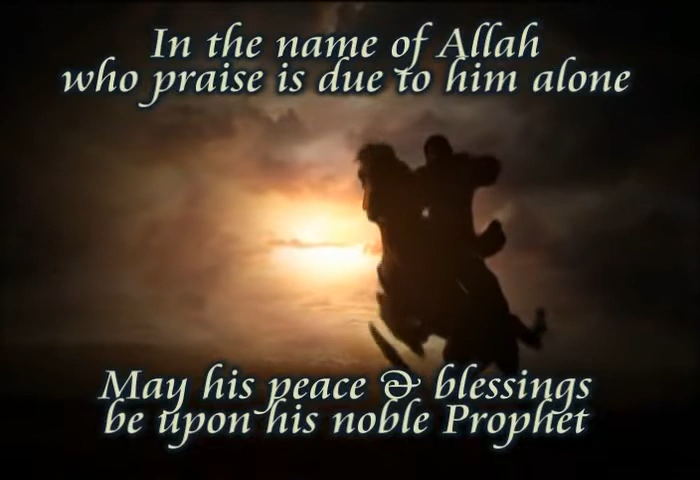 In the name of Allah
who praise is due to him alone
May his peace & blessings
be upon his noble Prophet